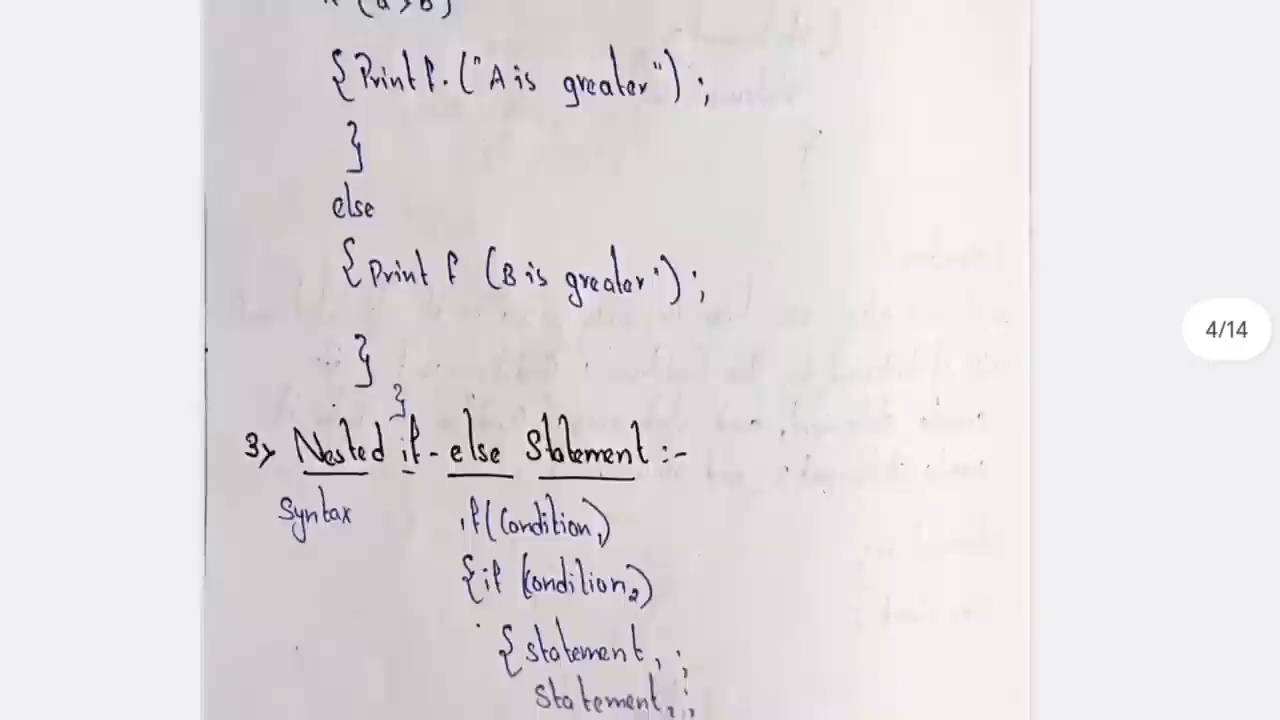 if (a>b)
{Printf.("A is greater");
}
else
{Print f (B is greater");
}
}
3> Nested if-else Statement :-
Syntax
if(Condition₁)
{if (Condition₂)
{statement₁;
Statement₂;
4/14